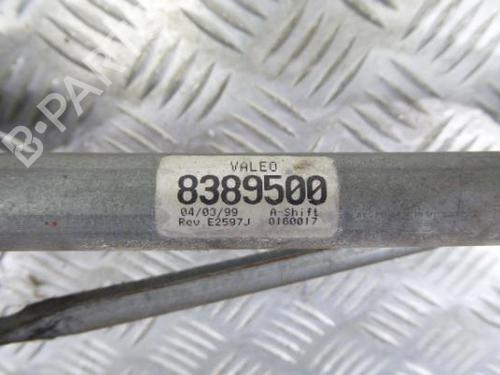 B-PARTS
VALEO
8389500
04/03/99 A-Shift
Rev E2597J 0160017